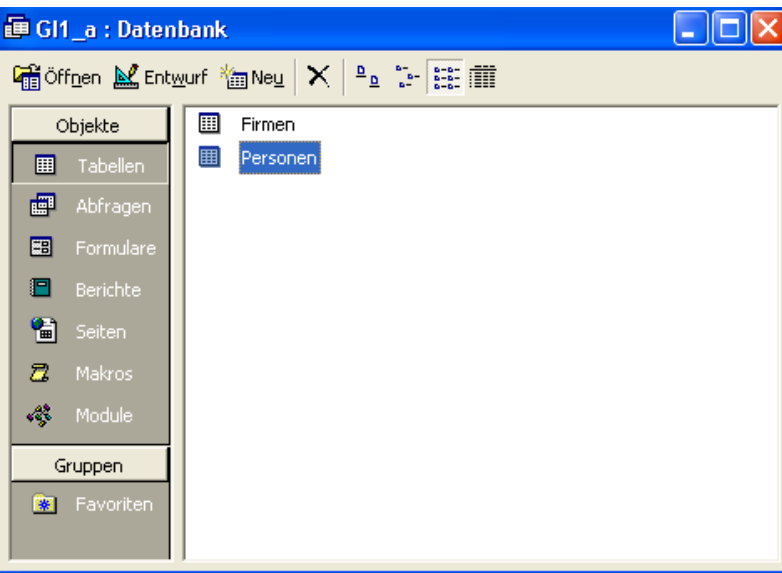 GI1_a : Datenbank
Öffnen Entwurf Neu
Objekte
Tabellen
Abfragen
Formulare
Berichte
Seiten
Makros
Module
Gruppen
Favoriten
Firmen
Personen